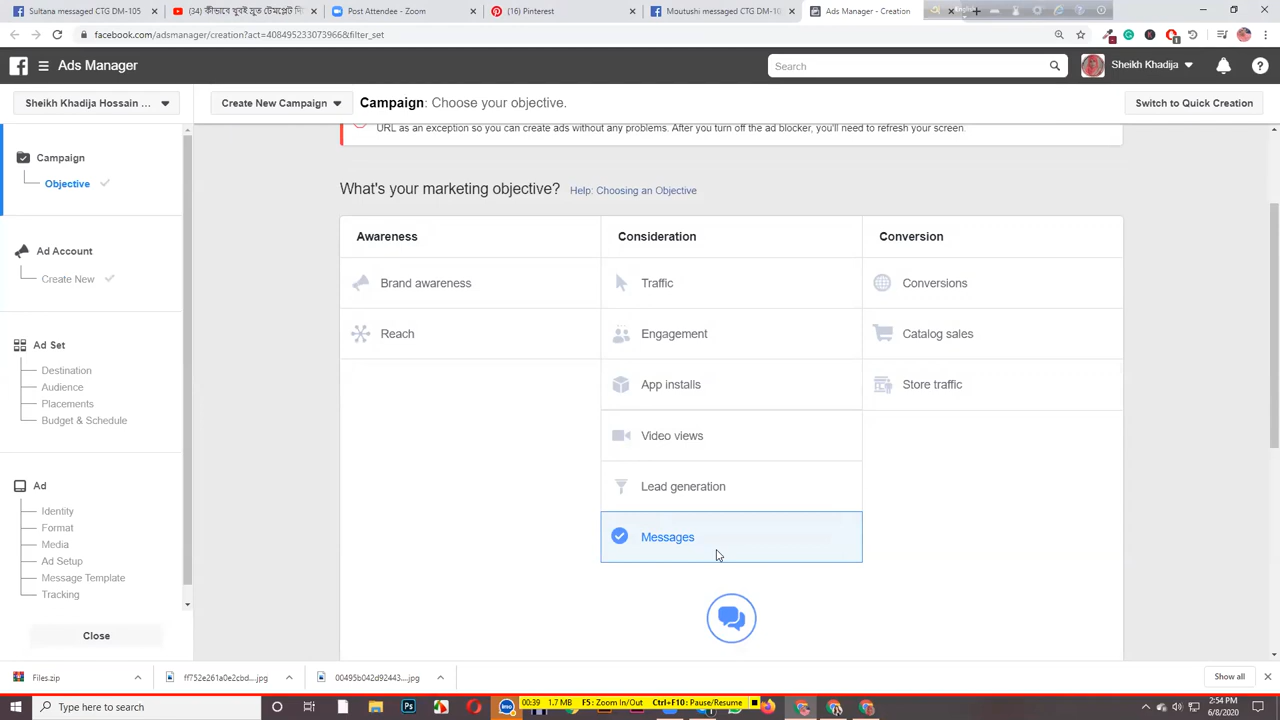 Sultana messaged CTG DM-105
(34) কীভাবে খুবই দ্রুত টেমপ্লেট দি
Post Attendee - Zoom
(16) Pinterest
Moutushi messaged CTG DM-10
Ads Manager - Creation
facebook.com/adsmanager/creation?act=408495233073966&filter_set
Ads Manager
Search
Sheikh Khadija
Sheikh Khadija Hossain ...
Create New Campaign
Campaign: Choose your objective.
Switch to Quick Creation
URL as an exception so you can create ads without any problems. After you turn off the ad blocker, you'll need to refresh your screen.
Campaign
Objective
Ad Account
Create New
Ad Set
Destination
Audience
Placements
Budget & Schedule
Ad
Identity
Format
Media
Ad Setup
Message Template
Tracking
Close
What's your marketing objective?
Help: Choosing an Objective
Awareness
Consideration
Conversion
Brand awareness
Traffic
Conversions
Reach
Engagement
Catalog sales
App installs
Store traffic
Video views
Lead generation
Messages
Files.zip
ff752e261a0e2cbd....jpg
00495b042d92443....jpg
Show all
Type here to search
imo
00:39
1.7 MB
F5: Zoom In/Out
Ctrl+F10: Pause/Resume
2:54 PM
6/8/2020